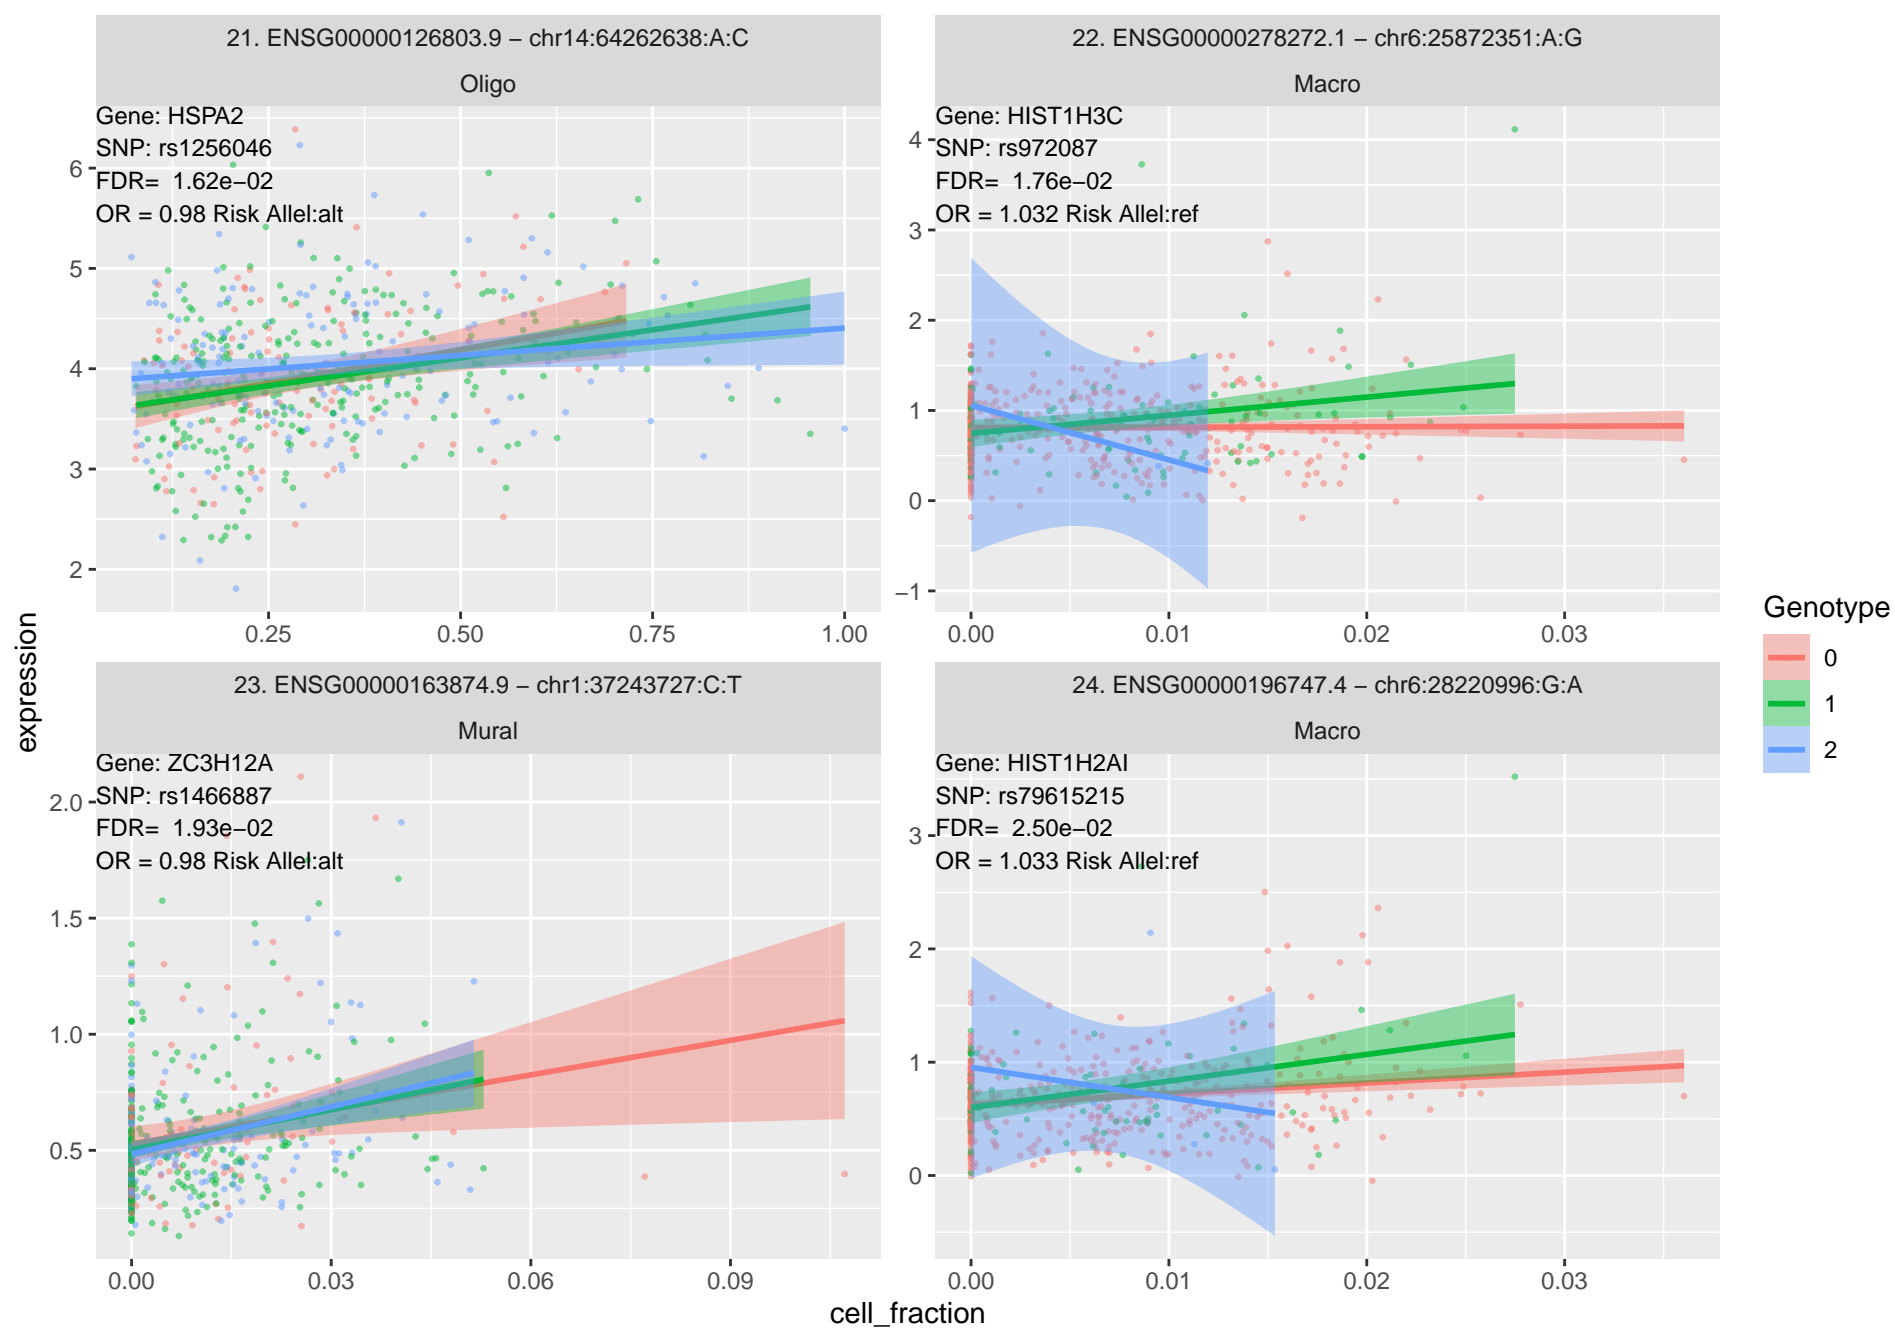 21. ENSG00000126803.9 – chr14:64262638:A:C
Oligo
Gene: HSPA2
SNP: rs1256046
FDR= 1.62e−02
OR = 0.98 Risk Allel:alt
6
5
4
3
2
0.25 0.50 0.75 1.00
22. ENSG00000278272.1 – chr6:25872351:A:G
Macro
Gene: HIST1H3C
SNP: rs972087
FDR= 1.76e−02
OR = 1.032 Risk Allel:ref
4
3
2
1
0
−1
0.00 0.01 0.02 0.03
23. ENSG00000163874.9 – chr1:37243727:C:T
Mural
Gene: ZC3H12A
SNP: rs1466887
FDR= 1.93e−02
OR = 0.98 Risk Allel:alt
2.0
1.5
1.0
0.5
0.00 0.03 0.06 0.09
24. ENSG00000196747.4 – chr6:28220996:G:A
Macro
Gene: HIST1H2AI
SNP: rs79615215
FDR= 2.50e−02
OR = 1.033 Risk Allel:ref
3
2
1
0
0.00 0.01 0.02 0.03
expression
cell_fraction
Genotype
0
1
2